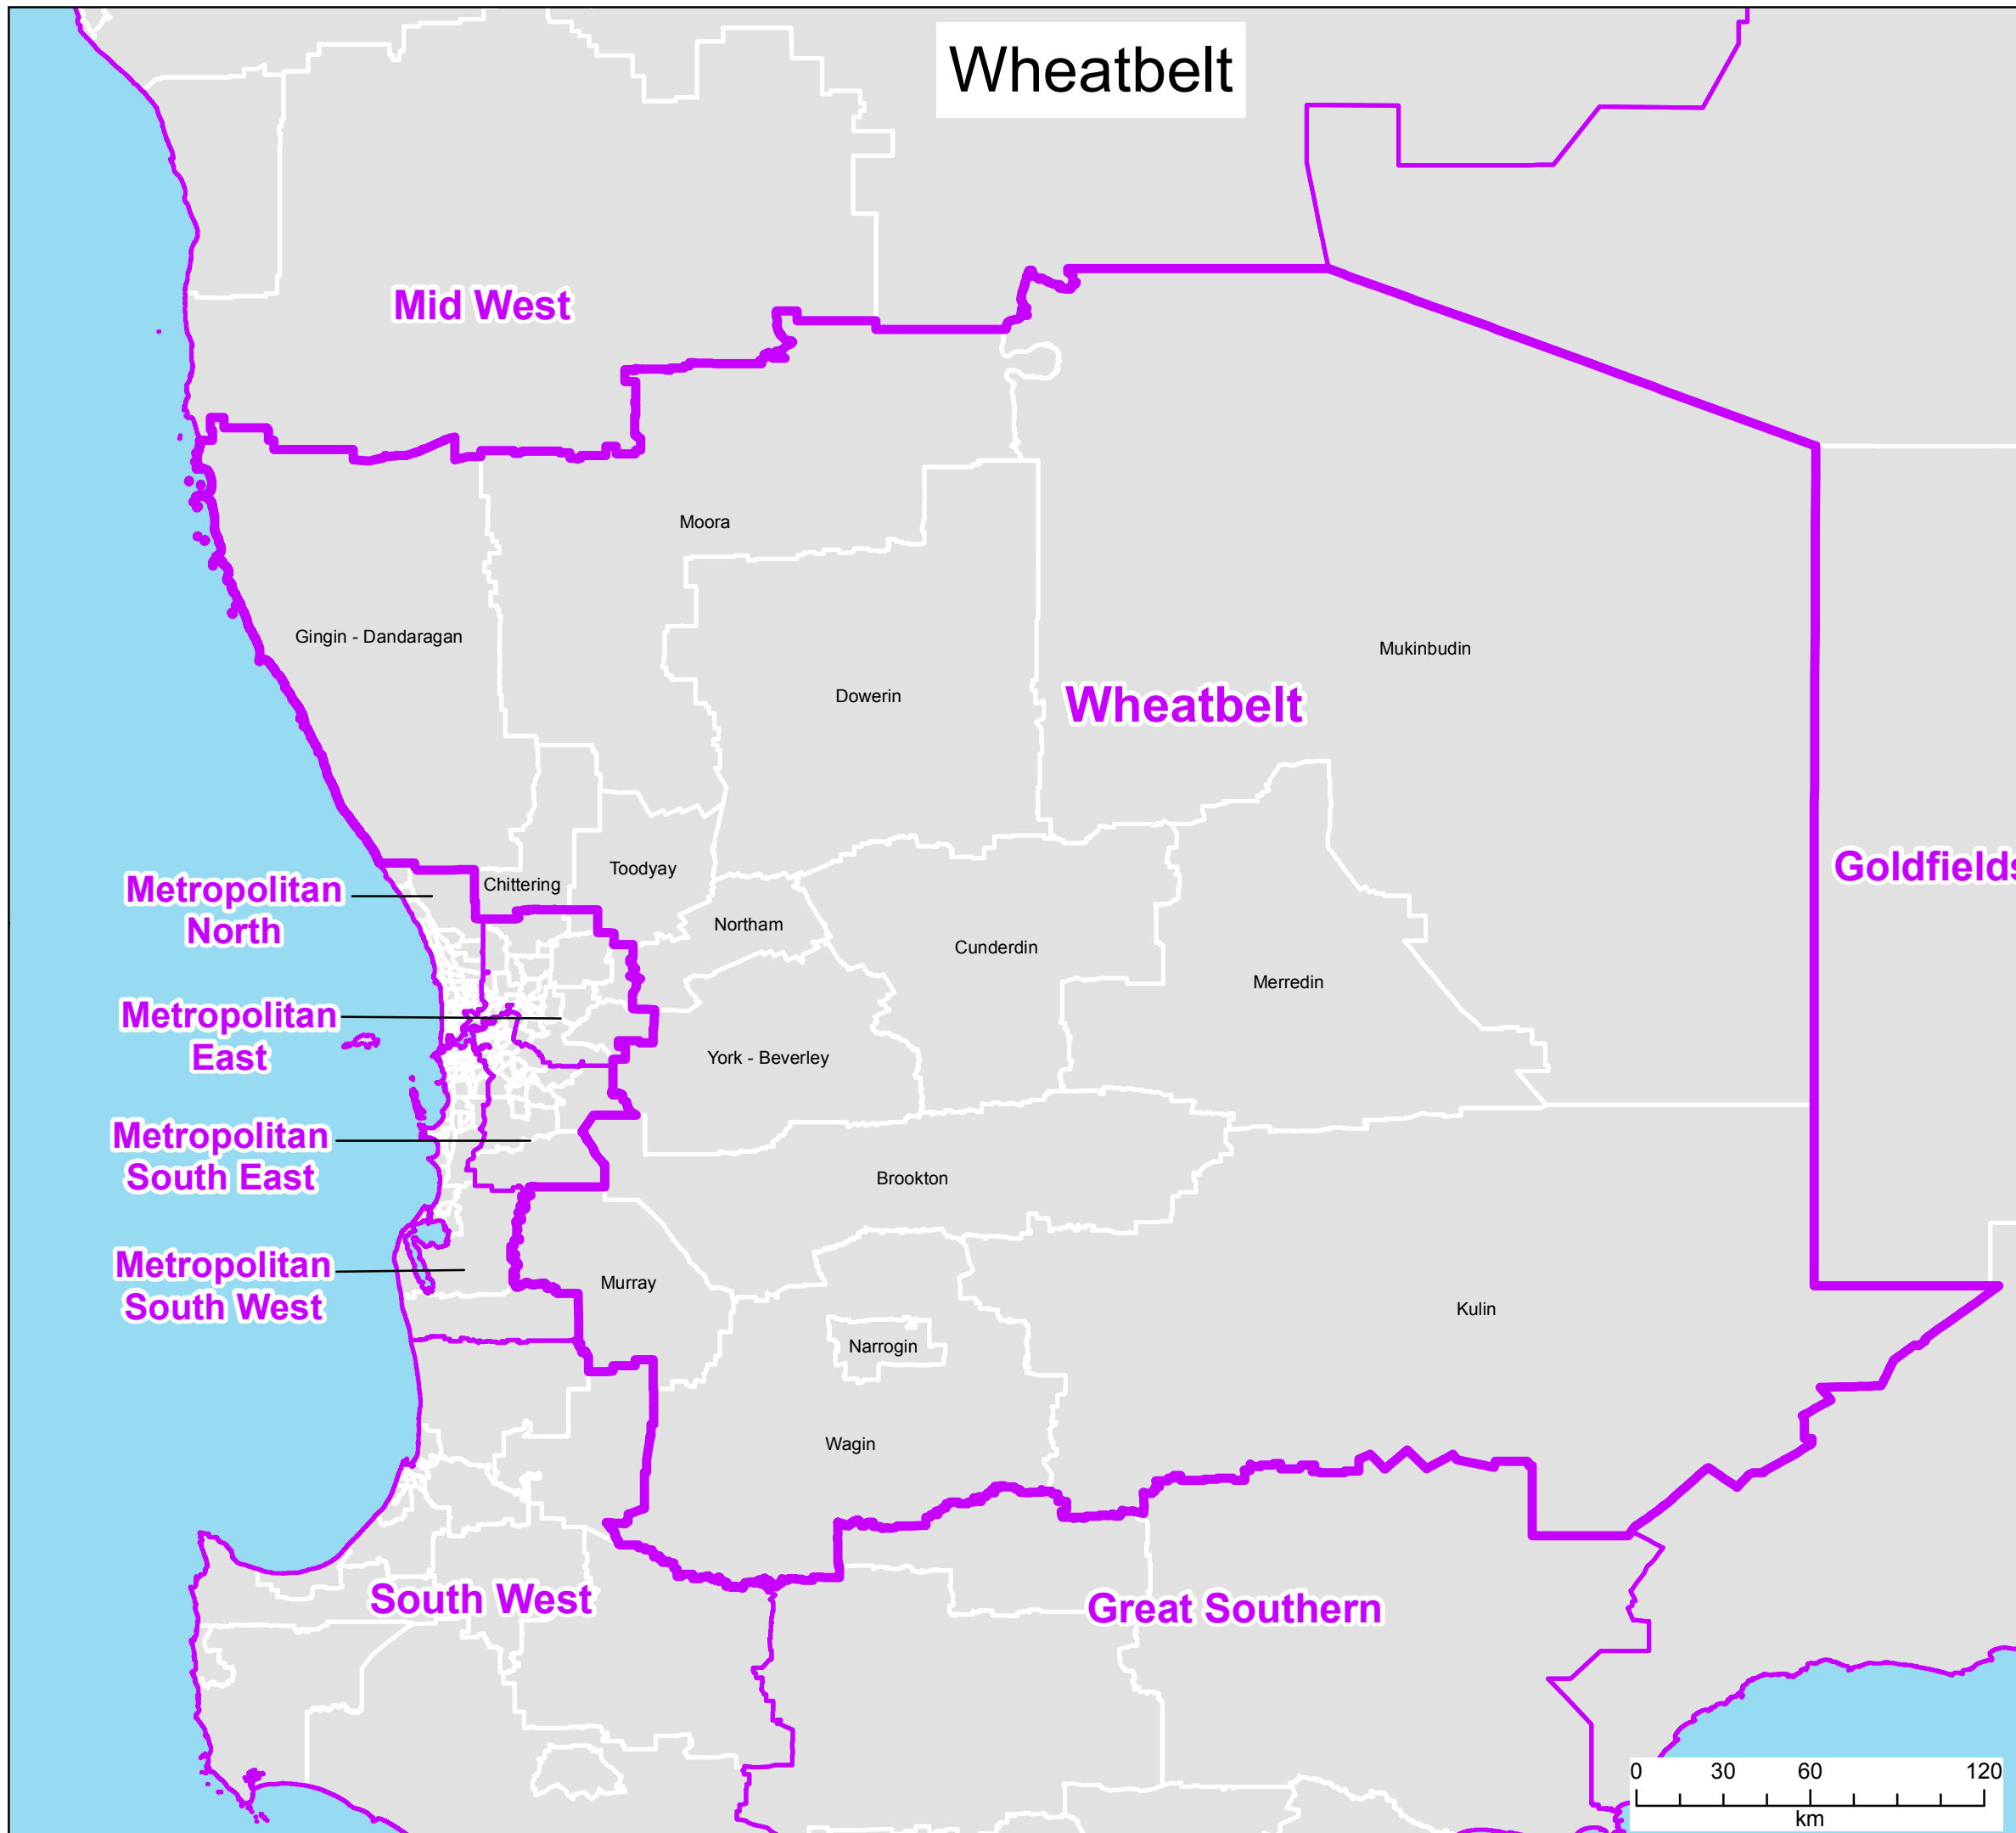 Wheatbelt
Mid West
Moora
Gingin - Dandaragan
Mukinbudin
Dowerin
Wheatbelt
Goldfields
Toodyay
Chittering
Metropolitan
North
Northam
Cunderdin
Merredin
Metropolitan
East
York - Beverley
Metropolitan
South East
Brookton
Metropolitan
South West
Murray
Kulin
Narrogin
Wagin
South West
Great Southern
0 30 60 120
km